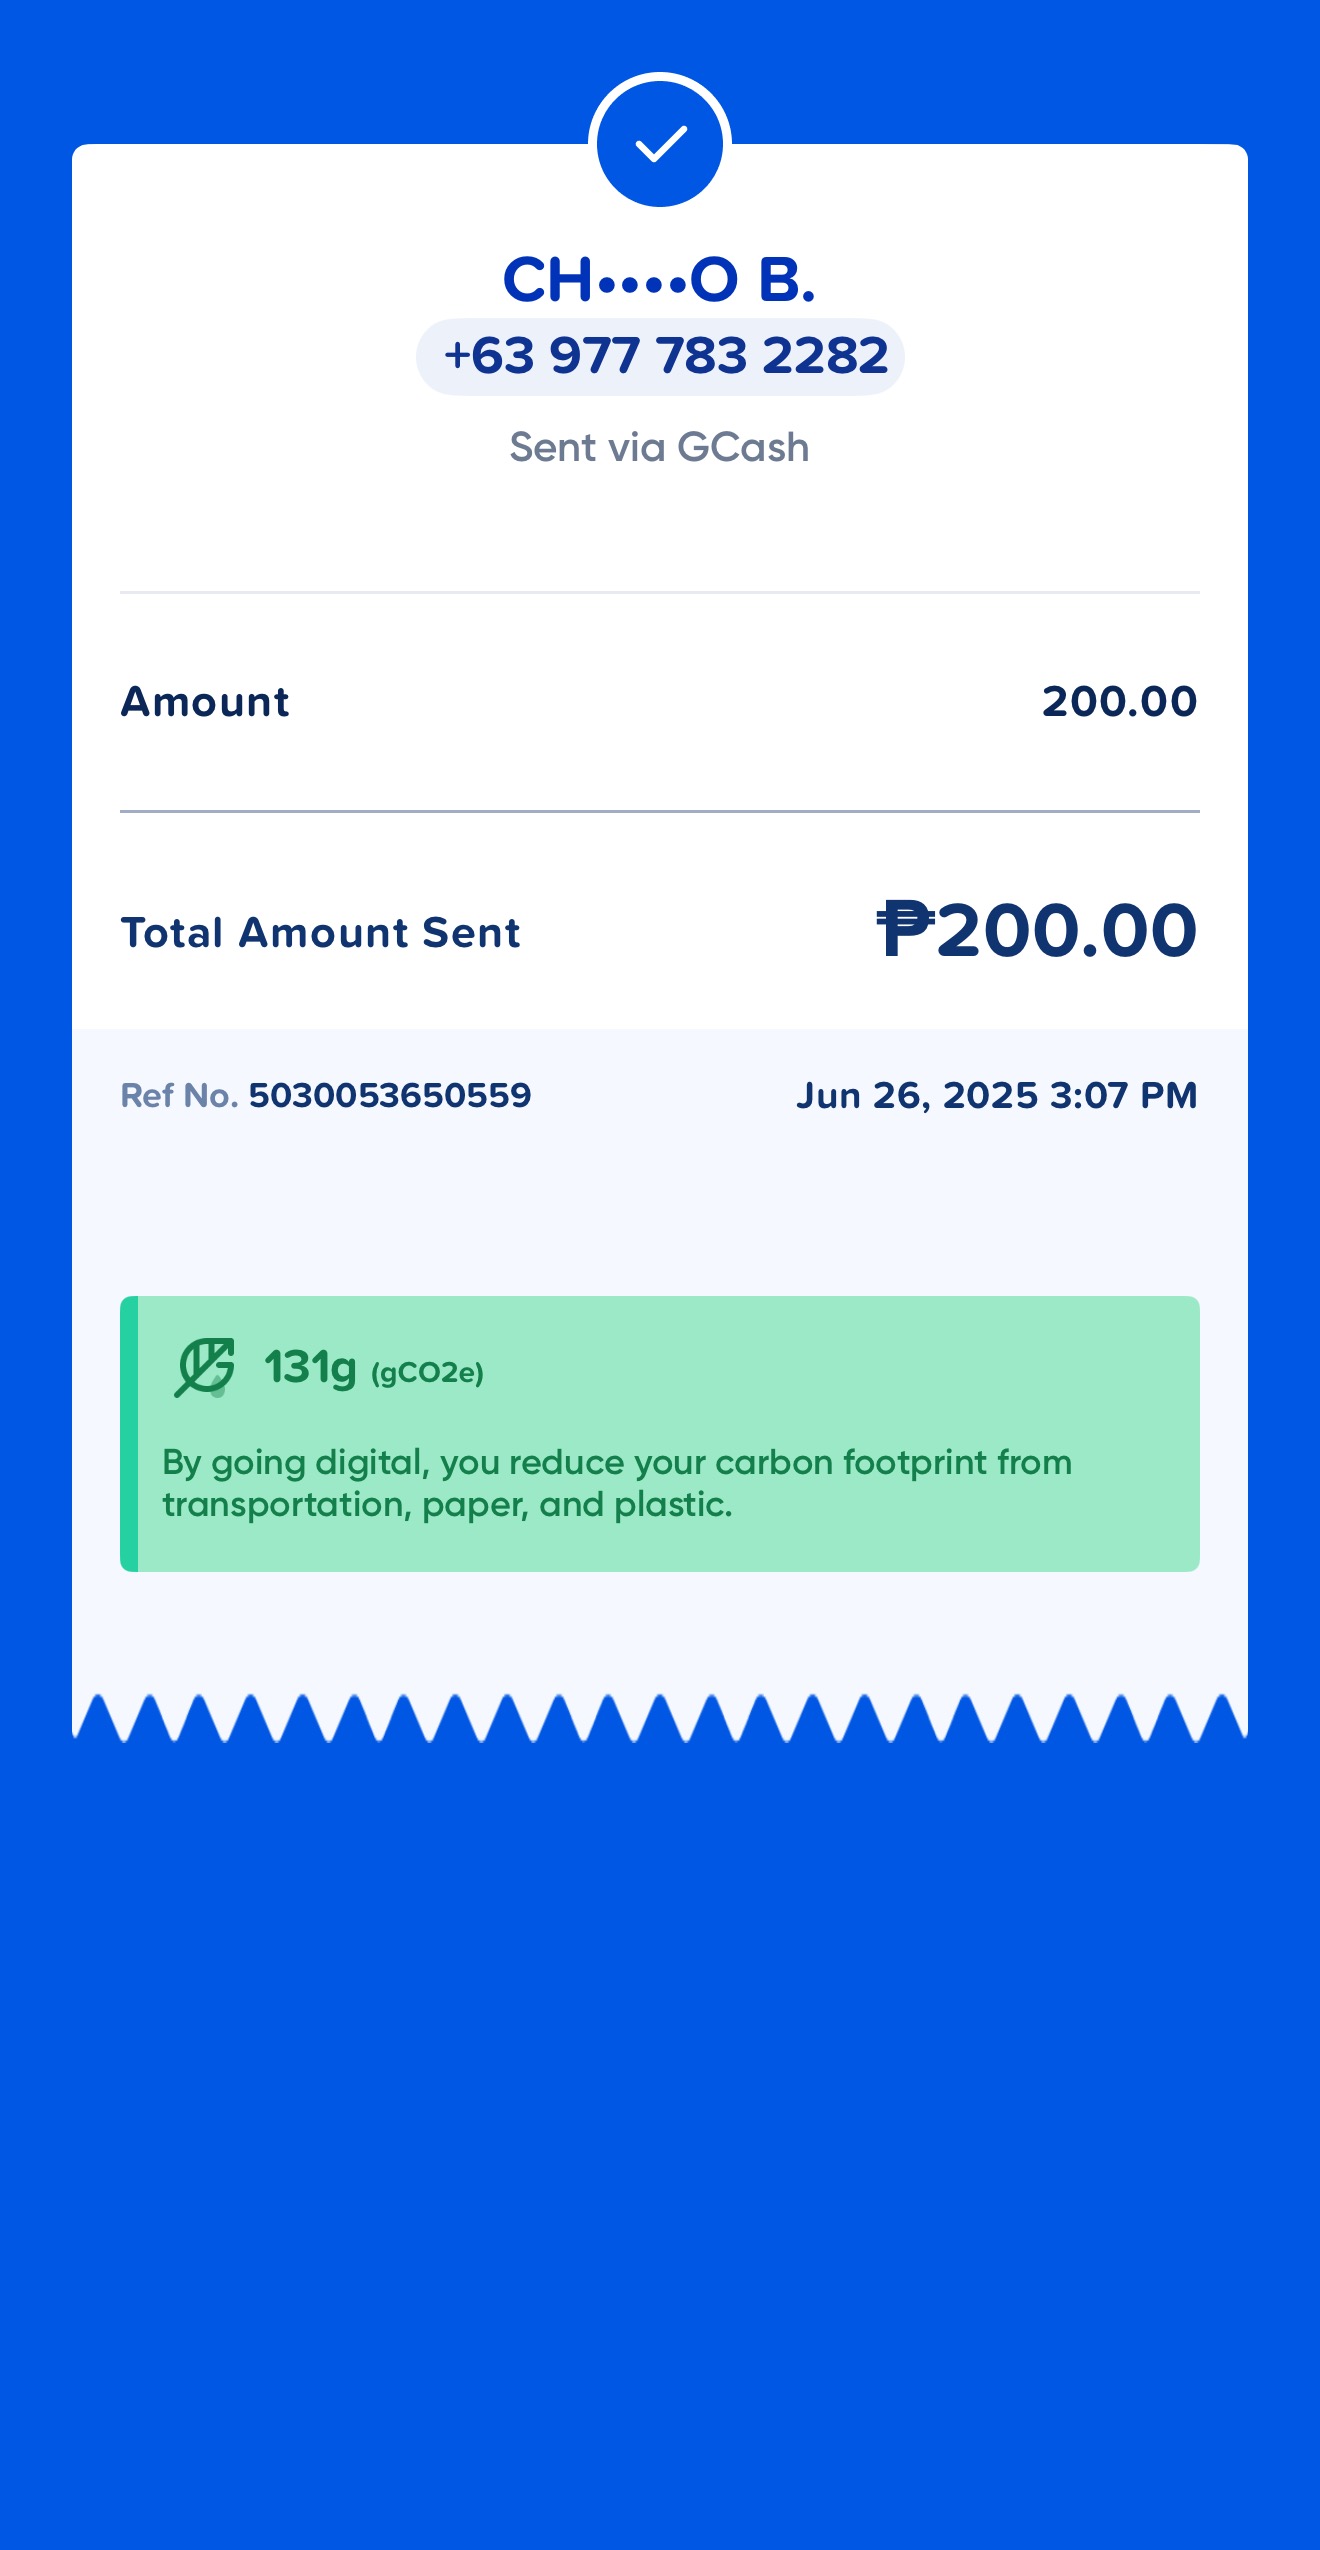 CH••••O B.
+63 977 783 2282
Sent via GCash
Amount 200.00
Total Amount Sent ₱200.00
Ref No. 5030053650559 Jun 26, 2025 3:07 PM
131g (gCO2e)
By going digital, you reduce your carbon footprint from
transportation, paper, and plastic.